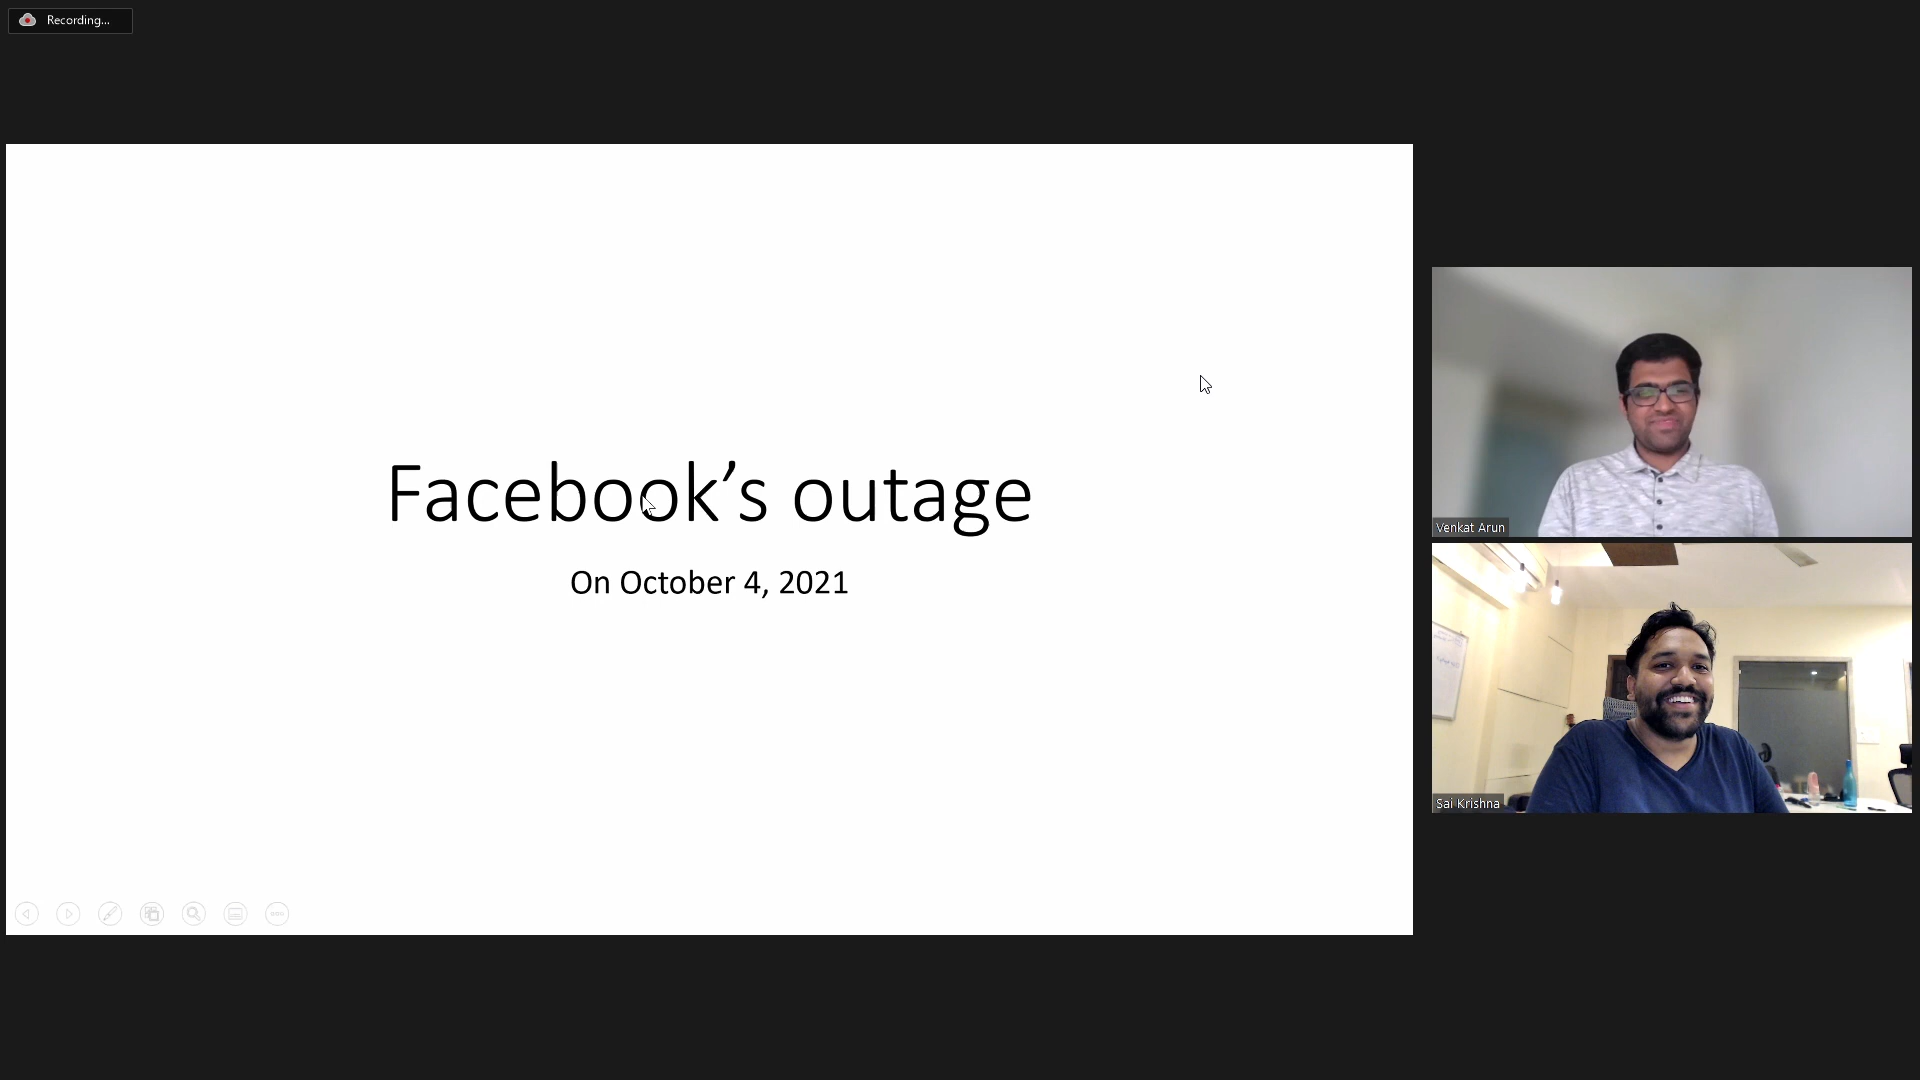 Recording...
Facebook’s outage
On October 4, 2021
Venkat Arun
Sai Krishna